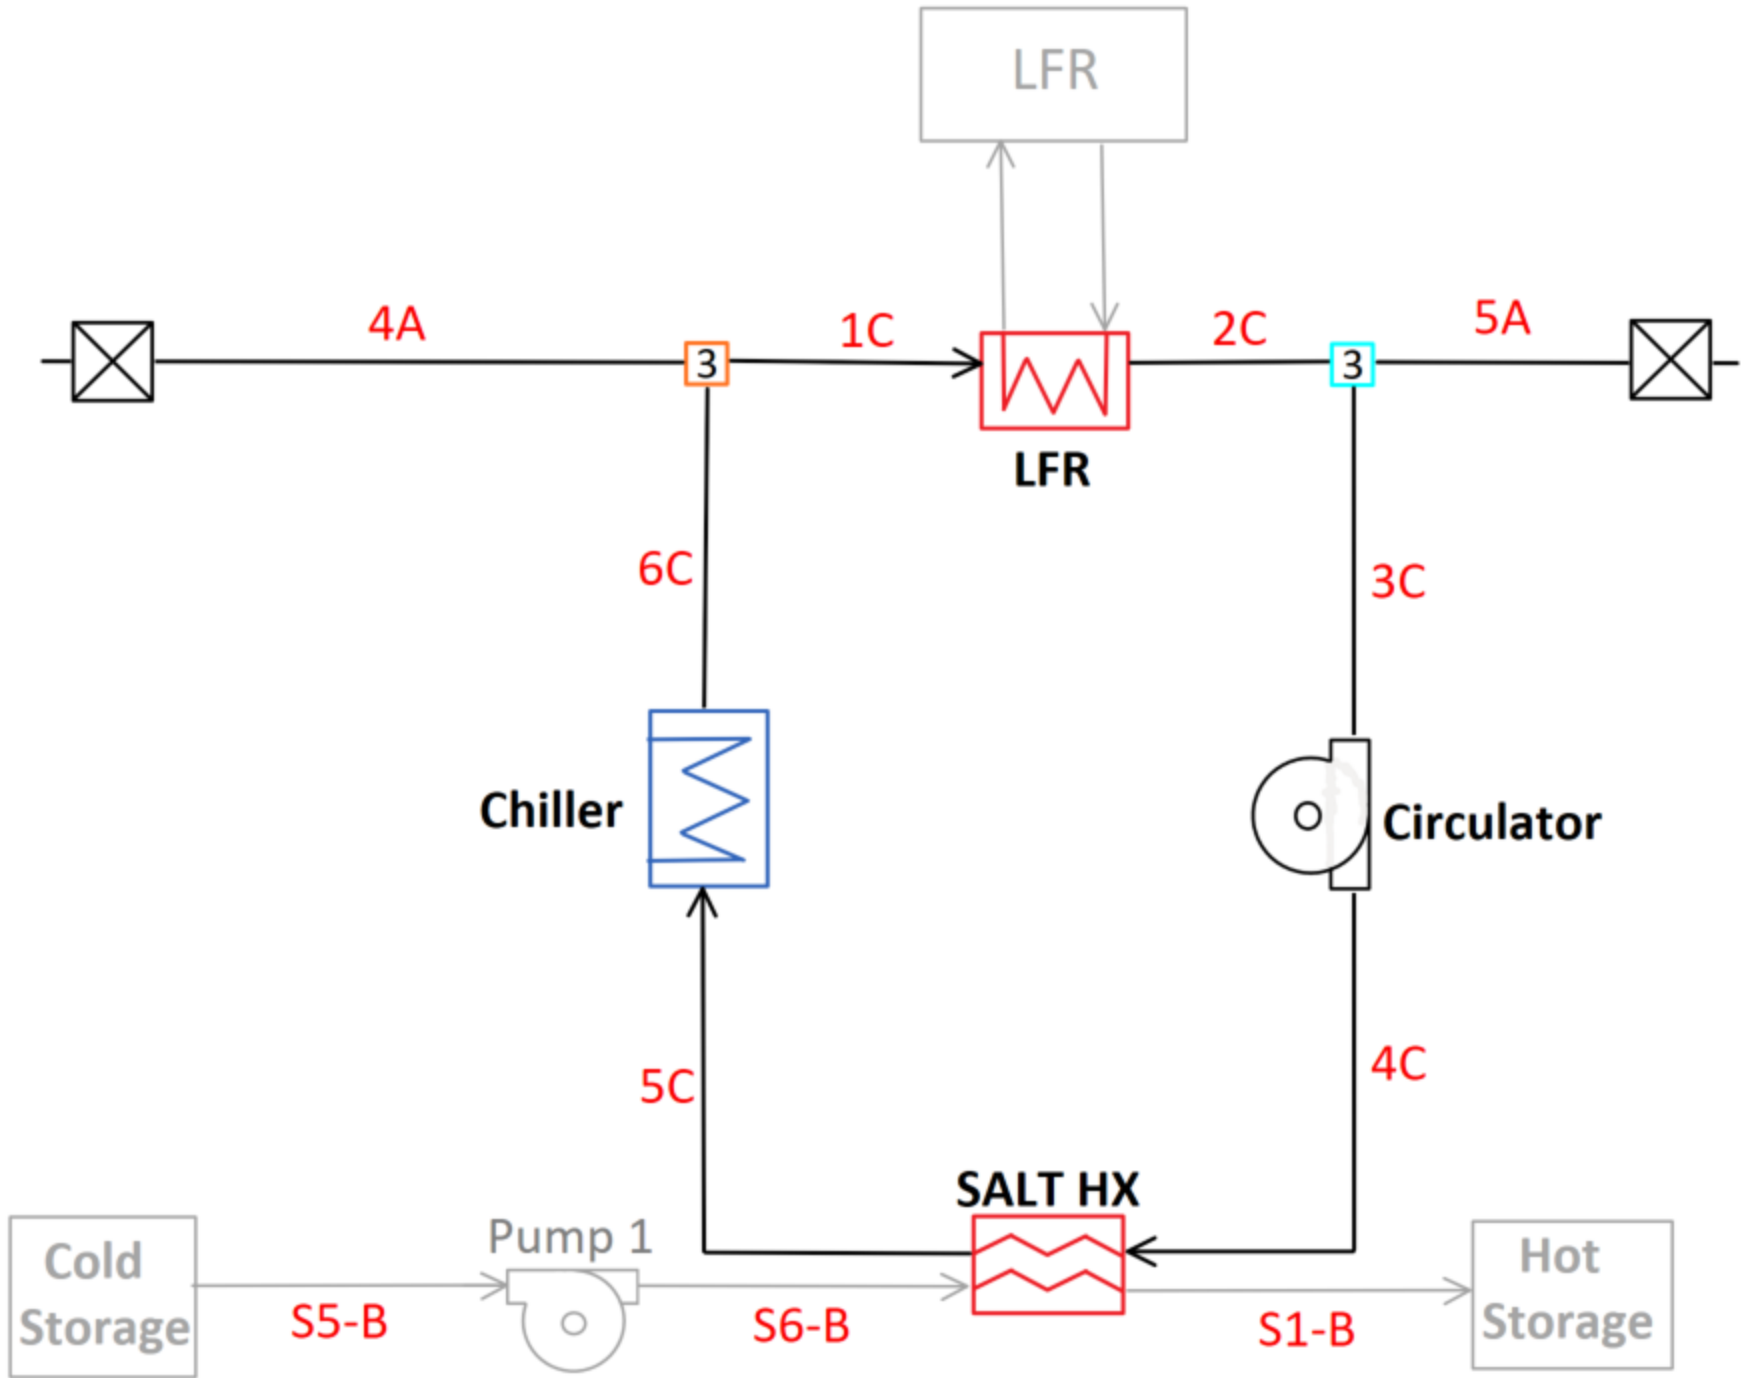 LFR
4A
3
1C
2C
3
5A
LFR
6C
3C
Chiller
Circulator
5C
4C
SALT HX
Cold
Storage
Pump 1
Hot
Storage
S5-B
S6-B
S1-B